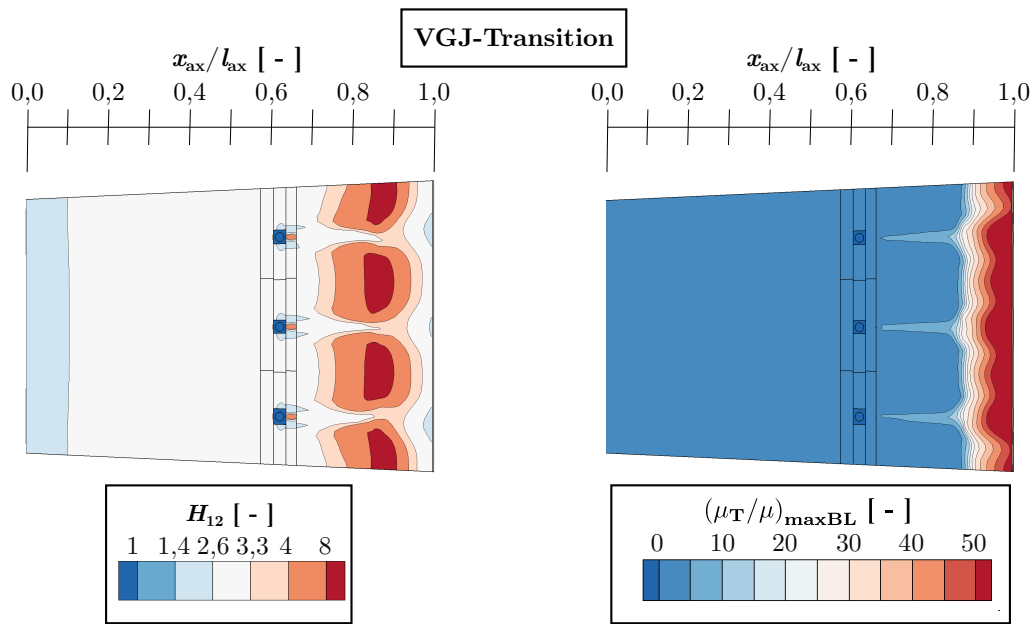 VGJ-Transition
x_ax/l_ax [ - ]
0,0 0,2 0,4 0,6 0,8 1,0
x_ax/l_ax [ - ]
0,0 0,2 0,4 0,6 0,8 1,0
H_12 [ - ]
1 1,4 2,6 3,3 4 8
(μ_T/μ)_maxBL [ - ]
0 10 20 30 40 50